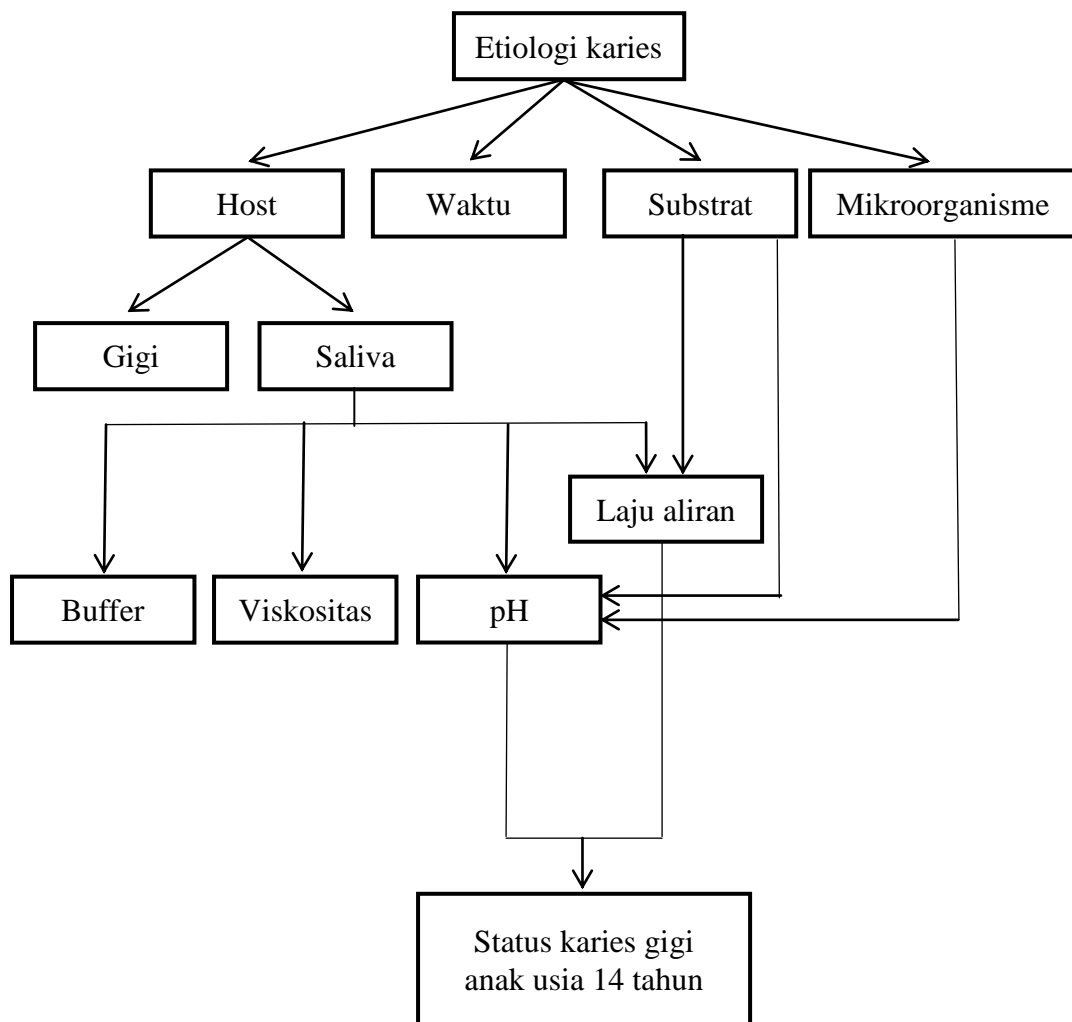 Etiologi karies
Host
Waktu
Substrat
Mikroorganisme
Gigi
Saliva
Laju aliran
Buffer
Viskositas
pH
Status karies gigi
anak usia 14 tahun